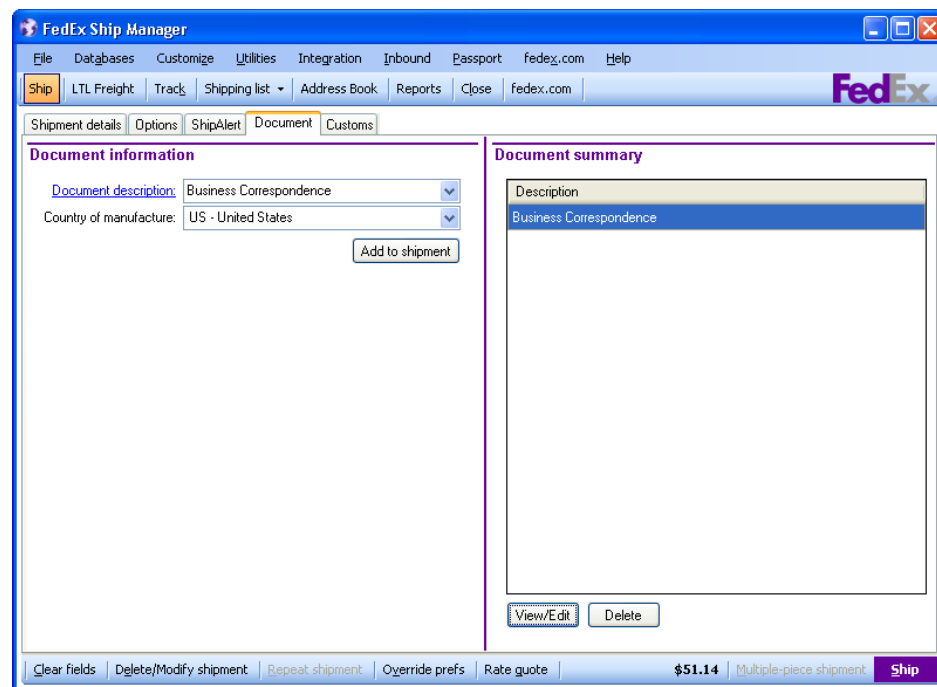 FedEx Ship Manager
File Databases Customize Utilities Integration Inbound Passport fedex.com Help
Ship LTL Freight Track Shipping list Address Book Reports Close fedex.com FedEx
Shipment details Options ShipAlert Document Customs
Document information Document summary
Document description: Business Correspondence Description
Country of manufacture: US - United States Business Correspondence
Add to shipment
View/Edit Delete
Clear fields Delete/Modify shipment Repeat shipment Override prefs Rate quote $51.14 Multiple-piece shipment Ship